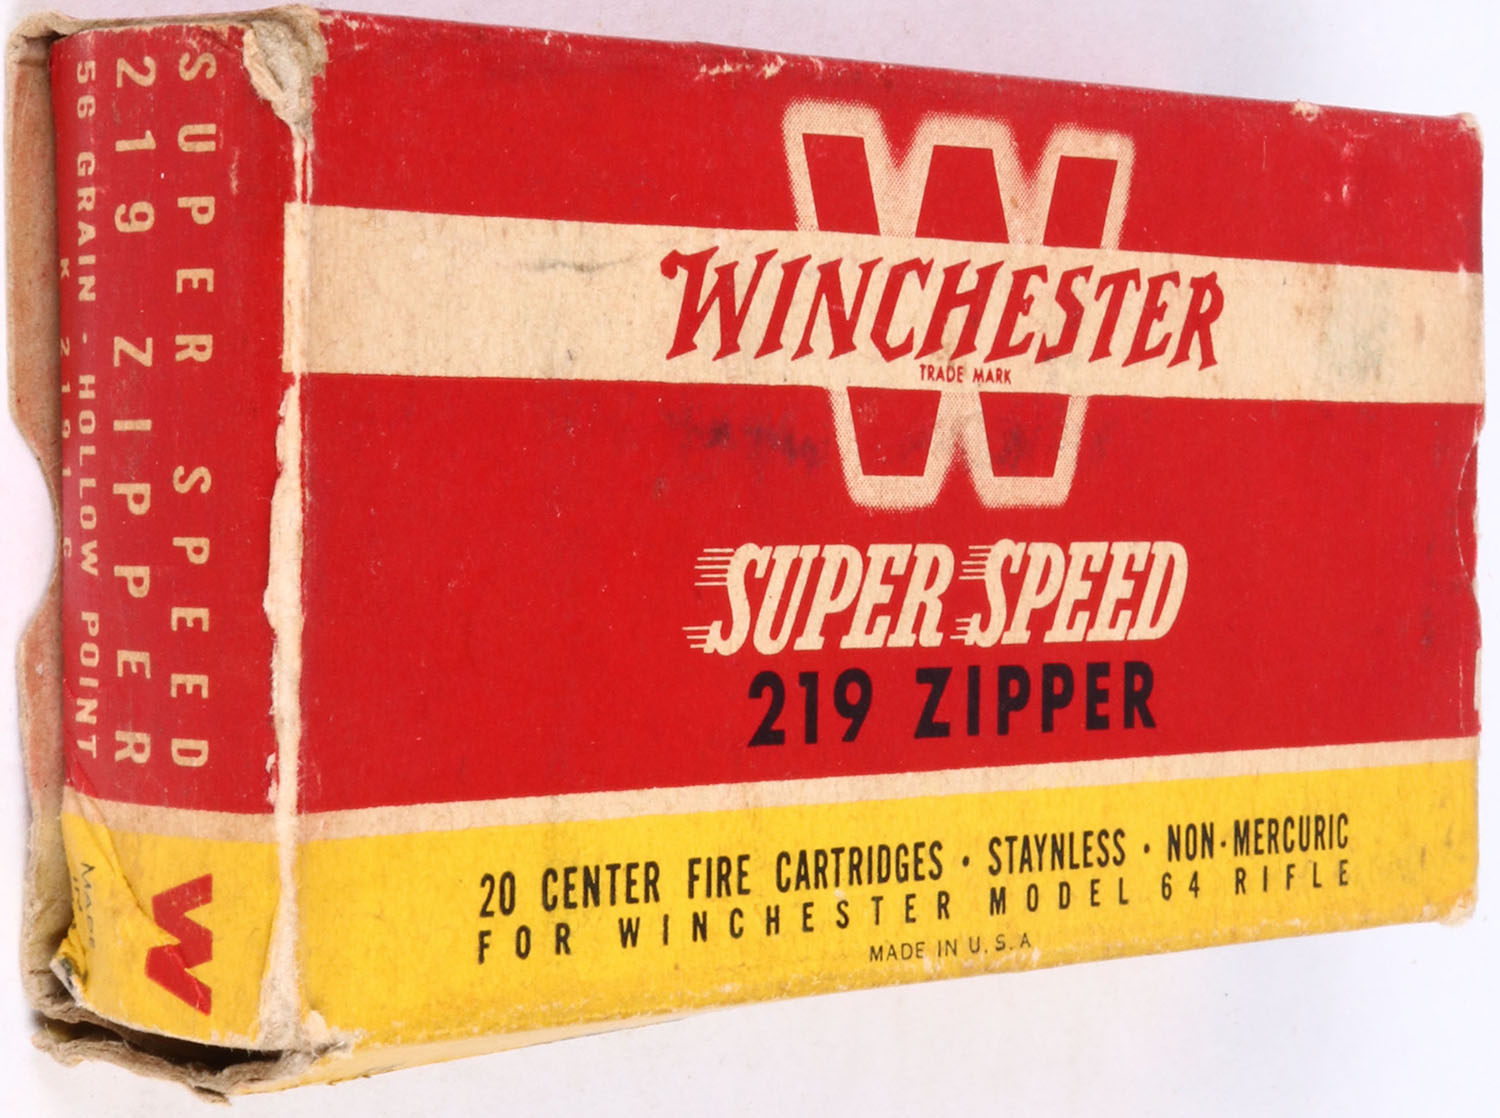 W
WINCHESTER
TRADE MARK
SUPER SPEED
219 ZIPPER
20 CENTER FIRE CARTRIDGES · STAYNLESS · NON-MERCURIC
FOR WINCHESTER MODEL 64 RIFLE
MADE IN U.S.A
SUPER SPEED
219 ZIPPER
56 GRAIN · HOLLOW POINT
W
MADE